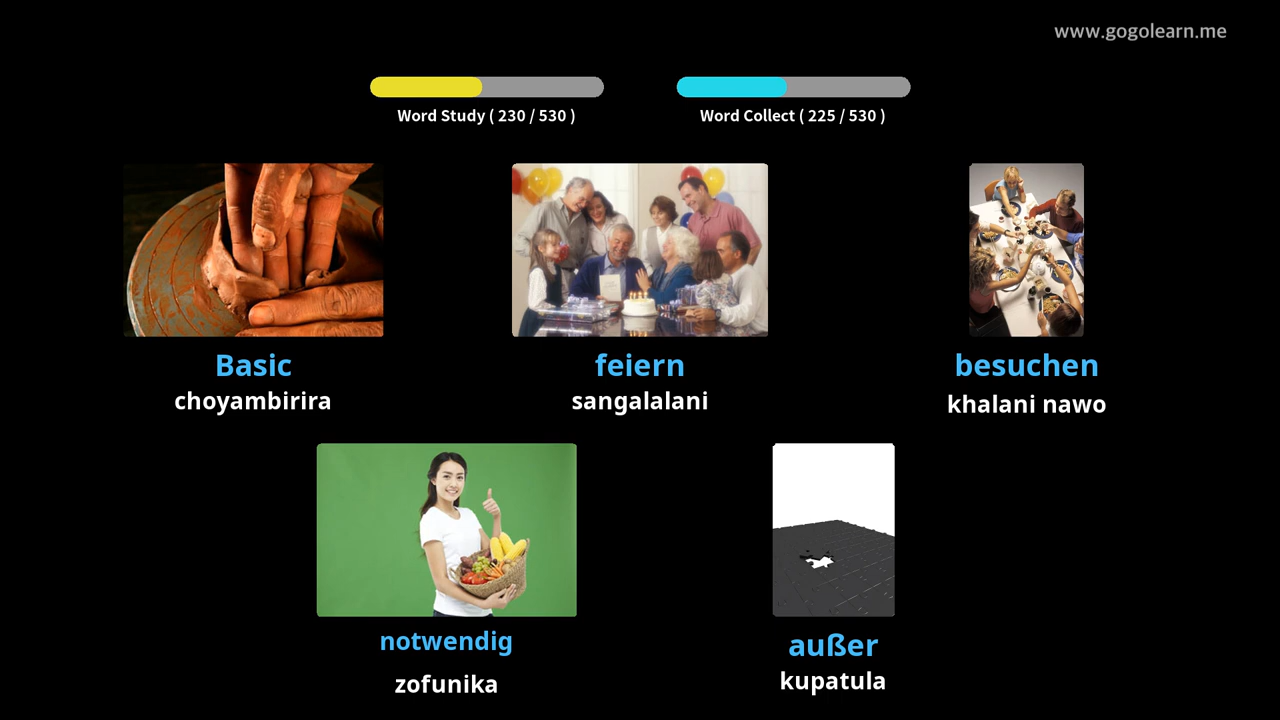 www.gogolearn.me
Word Study ( 230 / 530 )
Word Collect ( 225 / 530 )
Basic
choyambirira
feiern
sangalalani
besuchen
khalani nawo
notwendig
zofunika
außer
kupatula